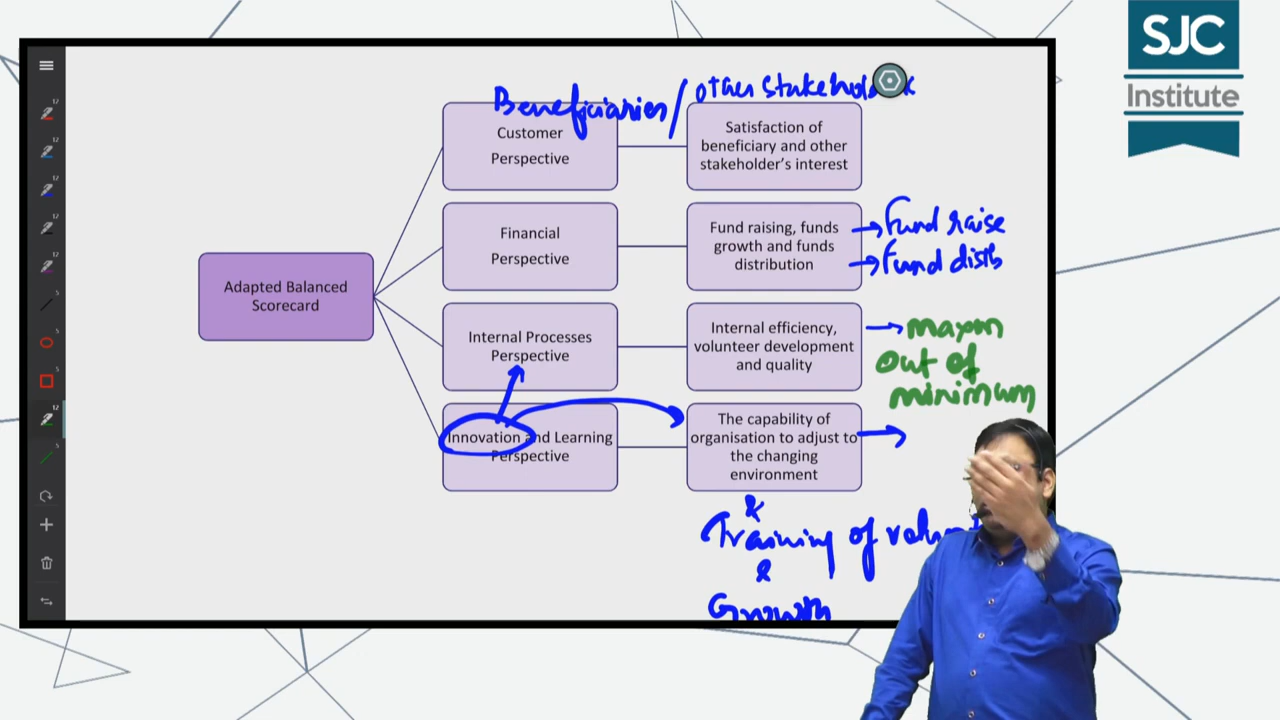 SJC
Institute
Beneficiaries / other stakeholder
Customer
Perspective
Satisfaction of
beneficiary and other
stakeholder's interest
Financial
Perspective
Fund raising, funds
growth and funds
distribution
Fund raise
Fund distb
Adapted Balanced
Scorecard
Internal Processes
Perspective
Internal efficiency,
volunteer development
and quality
out of
minimum
Innovation and Learning
Perspective
The capability of
organisation to adjust to
the changing
environment
&
Training of
&
Growth